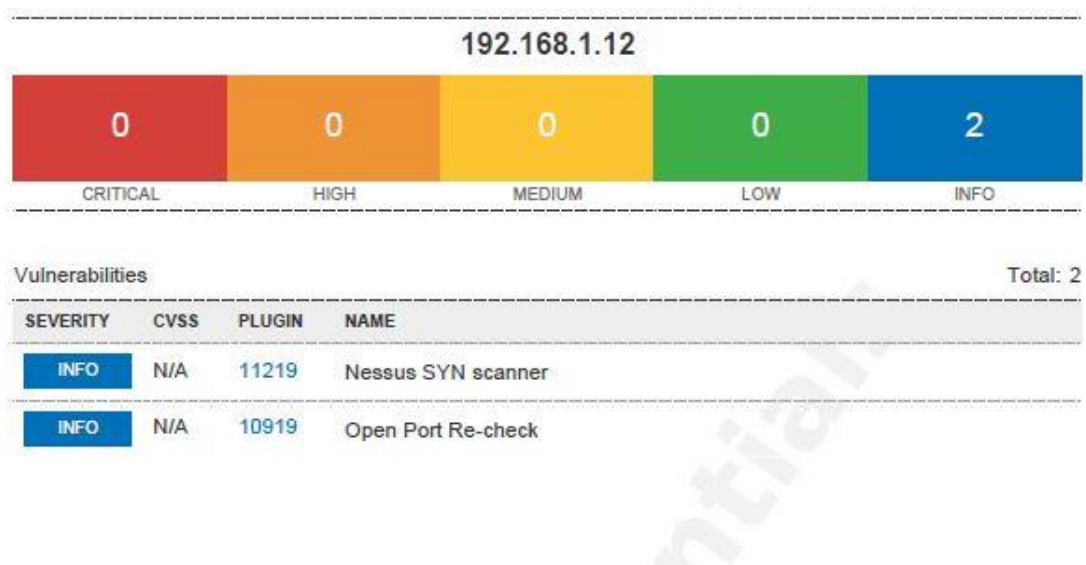 192.168.1.12
0 0 0 0 2
CRITICAL HIGH MEDIUM LOW INFO
Vulnerabilities Total: 2
SEVERITY CVSS PLUGIN NAME
INFO N/A 11219 Nessus SYN scanner
INFO N/A 10919 Open Port Re-check
ntial.